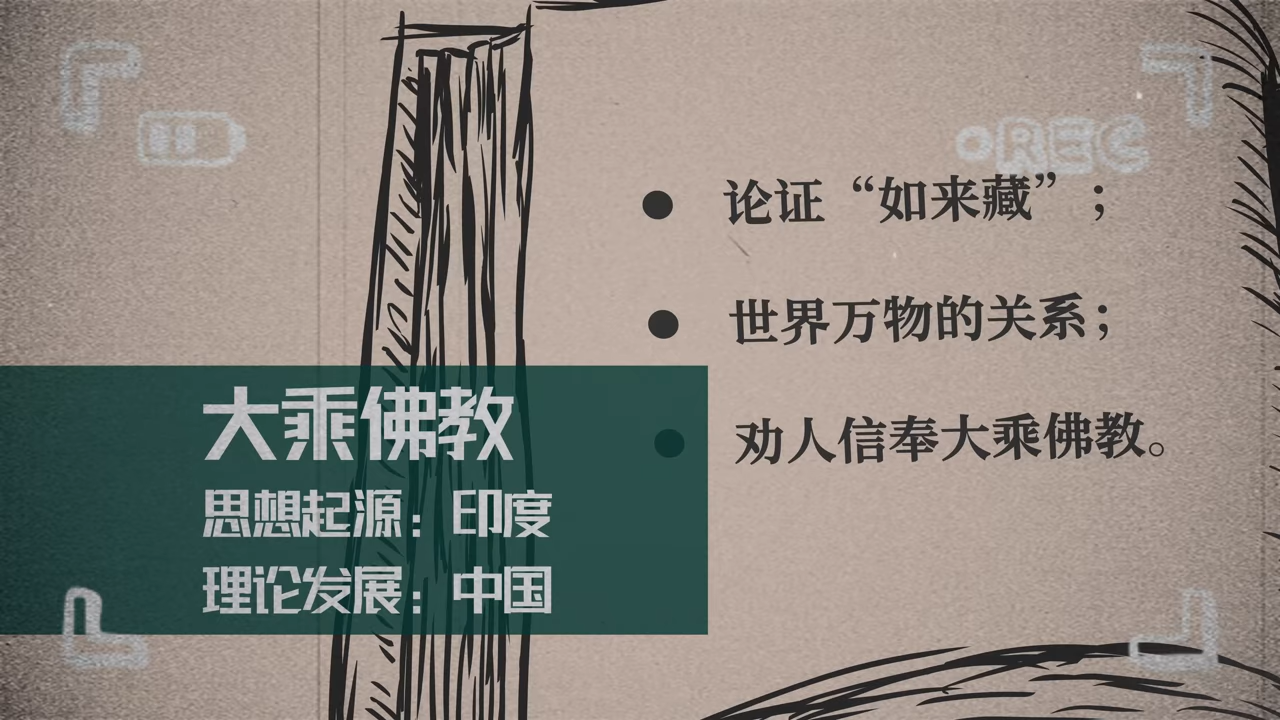 REC
论证“如来藏”；
世界万物的关系；
劝人信奉大乘佛教。
大乘佛教
思想起源：印度
理论发展：中国